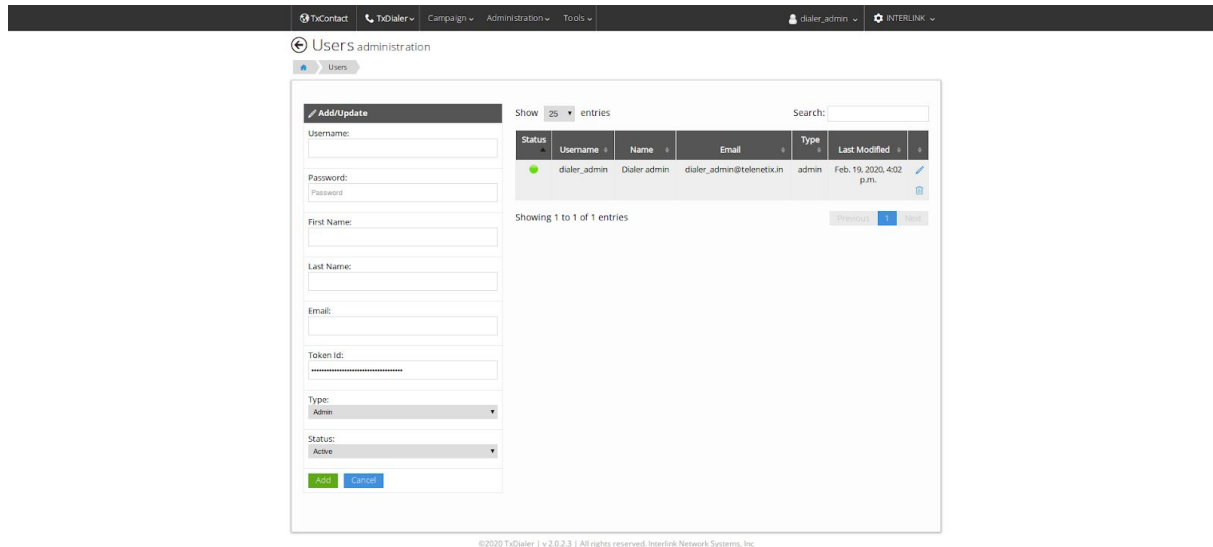 TxContact TxDialer Campaign Administration Tools dialer_admin INTERLINK
Users administration
Users
Add/Update
Username:
Password:
Password
First Name:
Last Name:
Email:
Token Id:
Type:
Admin
Status:
Active
Add Cancel
Show 25 entries Search:
Status Username Name Email Type Last Modified
dialer_admin Dialer admin dialer_admin@telenetix.in admin Feb. 19, 2020, 4:02
p.m.
Showing 1 to 1 of 1 entries Previous 1 Next
©2020 TxDialer | v 2.0.2.3 | All rights reserved. Interlink Network Systems, Inc